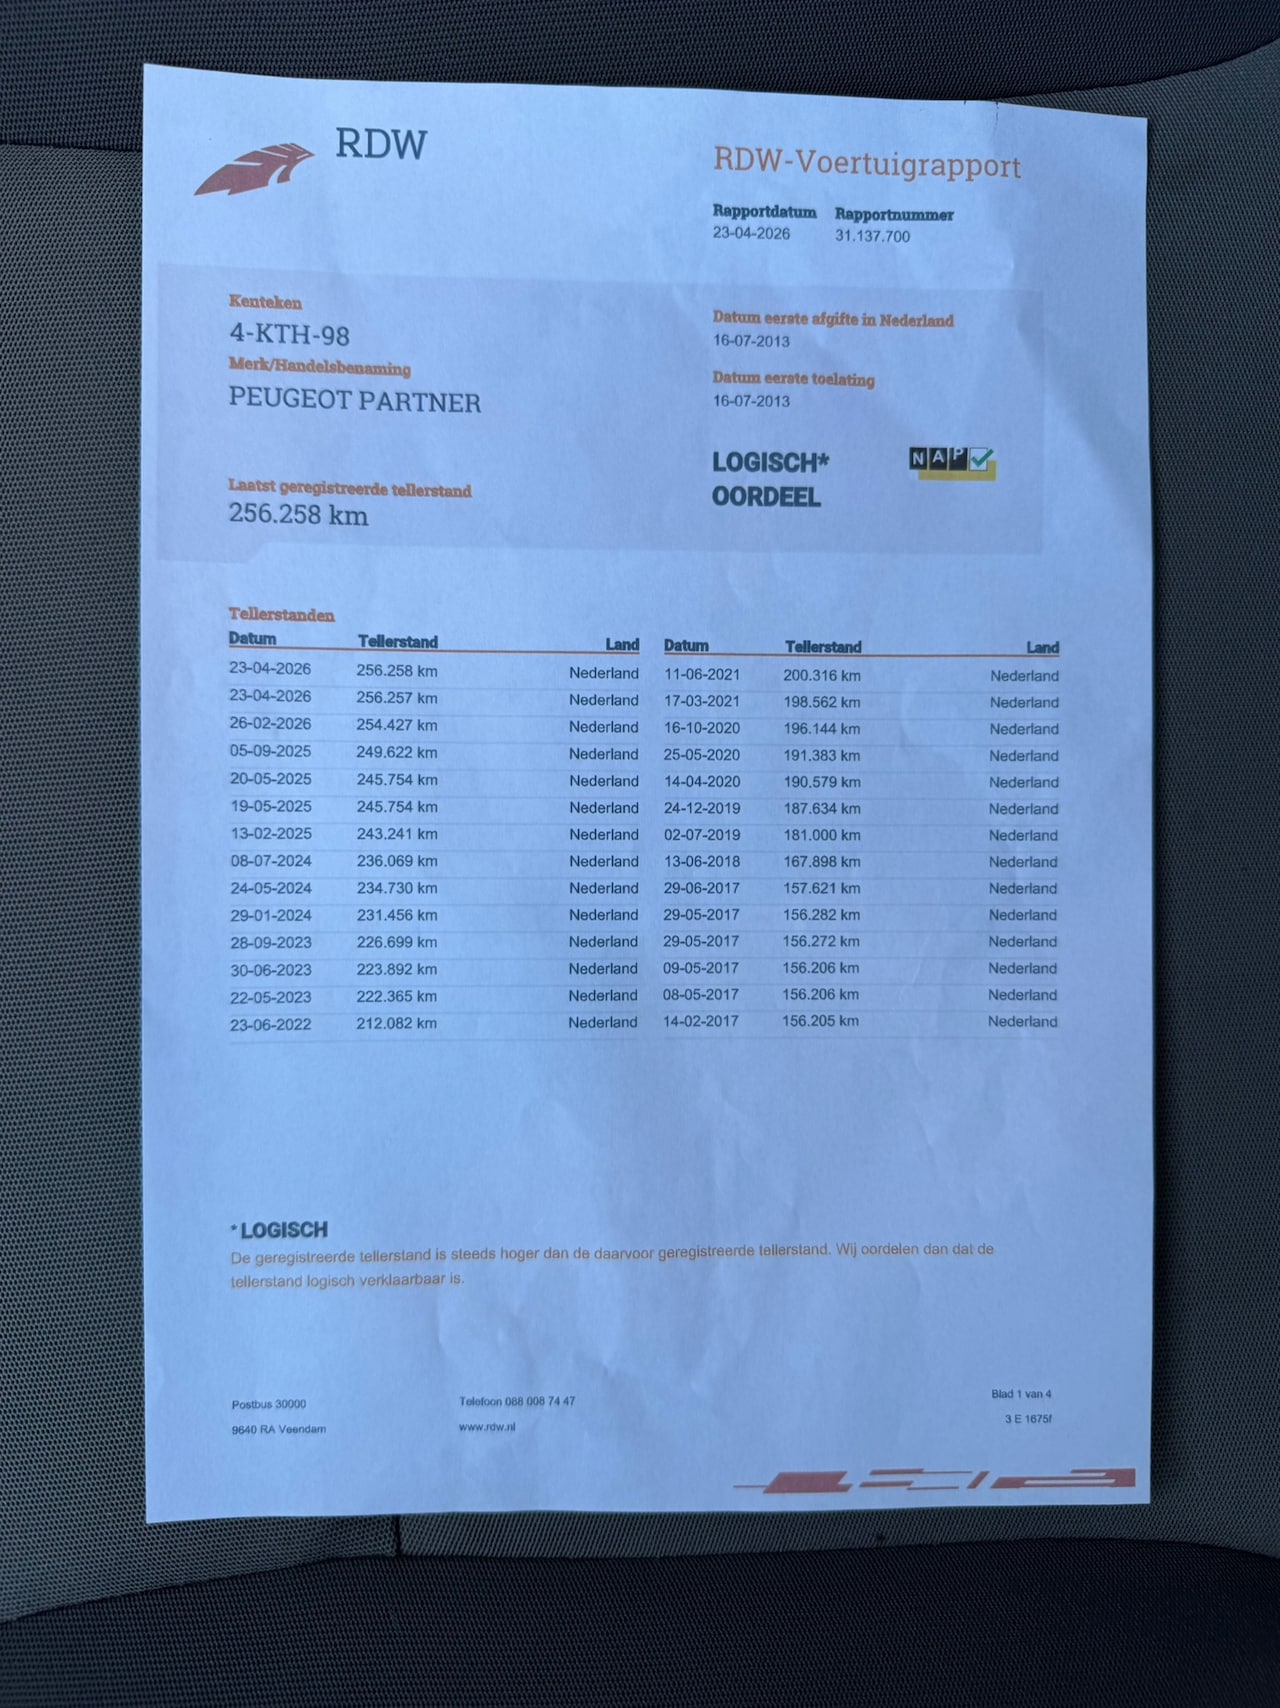 RDW
RDW-Voertuigrapport
Rapportdatum Rapportnummer
23-04-2026 31.137.700
Kenteken
4-KTH-98
Merk/Handelsbenaming
PEUGEOT PARTNER
Laatst geregistreerde tellerstand
256.258 km
Datum eerste afgifte in Nederland
16-07-2013
Datum eerste toelating
16-07-2013
LOGISCH*
OORDEEL
NAP
Tellerstanden
Datum Tellerstand Land Datum Tellerstand Land
23-04-2026 256.258 km Nederland 11-06-2021 200.316 km Nederland
23-04-2026 256.257 km Nederland 17-03-2021 198.562 km Nederland
26-02-2026 254.427 km Nederland 16-10-2020 196.144 km Nederland
05-09-2025 249.622 km Nederland 25-05-2020 191.383 km Nederland
20-05-2025 245.754 km Nederland 14-04-2020 190.579 km Nederland
19-05-2025 245.754 km Nederland 24-12-2019 187.634 km Nederland
13-02-2025 243.241 km Nederland 02-07-2019 181.000 km Nederland
08-07-2024 236.069 km Nederland 13-06-2018 167.898 km Nederland
24-05-2024 234.730 km Nederland 29-06-2017 157.621 km Nederland
29-01-2024 231.456 km Nederland 29-05-2017 156.282 km Nederland
28-09-2023 226.699 km Nederland 29-05-2017 156.272 km Nederland
30-06-2023 223.892 km Nederland 09-05-2017 156.206 km Nederland
22-05-2023 222.365 km Nederland 08-05-2017 156.206 km Nederland
23-06-2022 212.082 km Nederland 14-02-2017 156.205 km Nederland
* LOGISCH
De geregistreerde tellerstand is steeds hoger dan de daarvoor geregistreerde tellerstand. Wij oordelen dan dat de
tellerstand logisch verklaarbaar is.
Postbus 30000 Telefoon 088 008 74 47 Blad 1 van 4
9640 RA Veendam www.rdw.nl 3 E 1675f